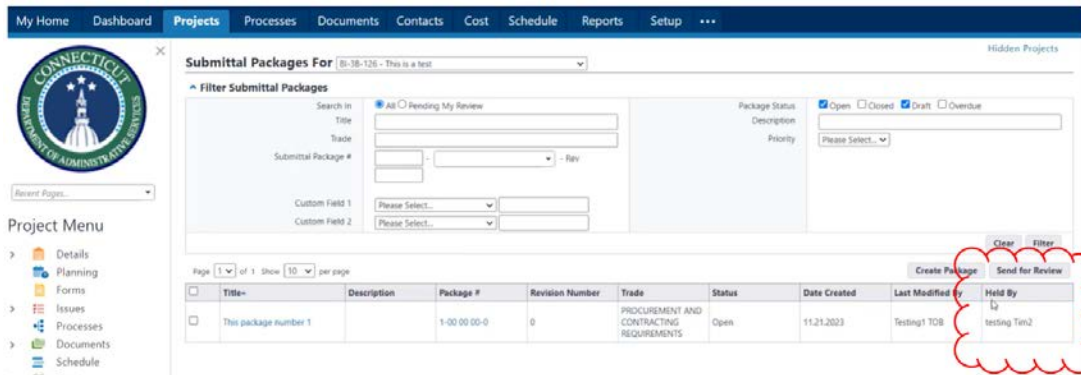 My Home Dashboard Projects Processes Documents Contacts Cost Schedule Reports Setup •••
Hidden Projects
CONNECTICUT
DEPARTMENT OF ADMINISTRATIVE SERVICES
Submittal Packages For BI-3B-126 - This is a test
Filter Submittal Packages
Search in All Pending My Review Package Status Open Closed Draft Overdue
Title Description
Trade Priority Please Select...
Submittal Package # - - Rev
Recent Pages...
Custom Field 1 Please Select...
Custom Field 2 Please Select...
Project Menu
Clear Filter
Details
Planning
Forms
Issues
Processes
Documents
Schedule
Page 1 of 1 Show 10 per page Create Package Send for Review
Title Description Package # Revision Number Trade Status Date Created Last Modified By Held By
This package number 1 1-00 00 00-0 0 PROCUREMENT AND CONTRACTING REQUIREMENTS Open 11.21.2023 Testing1 TOB testing Tim2